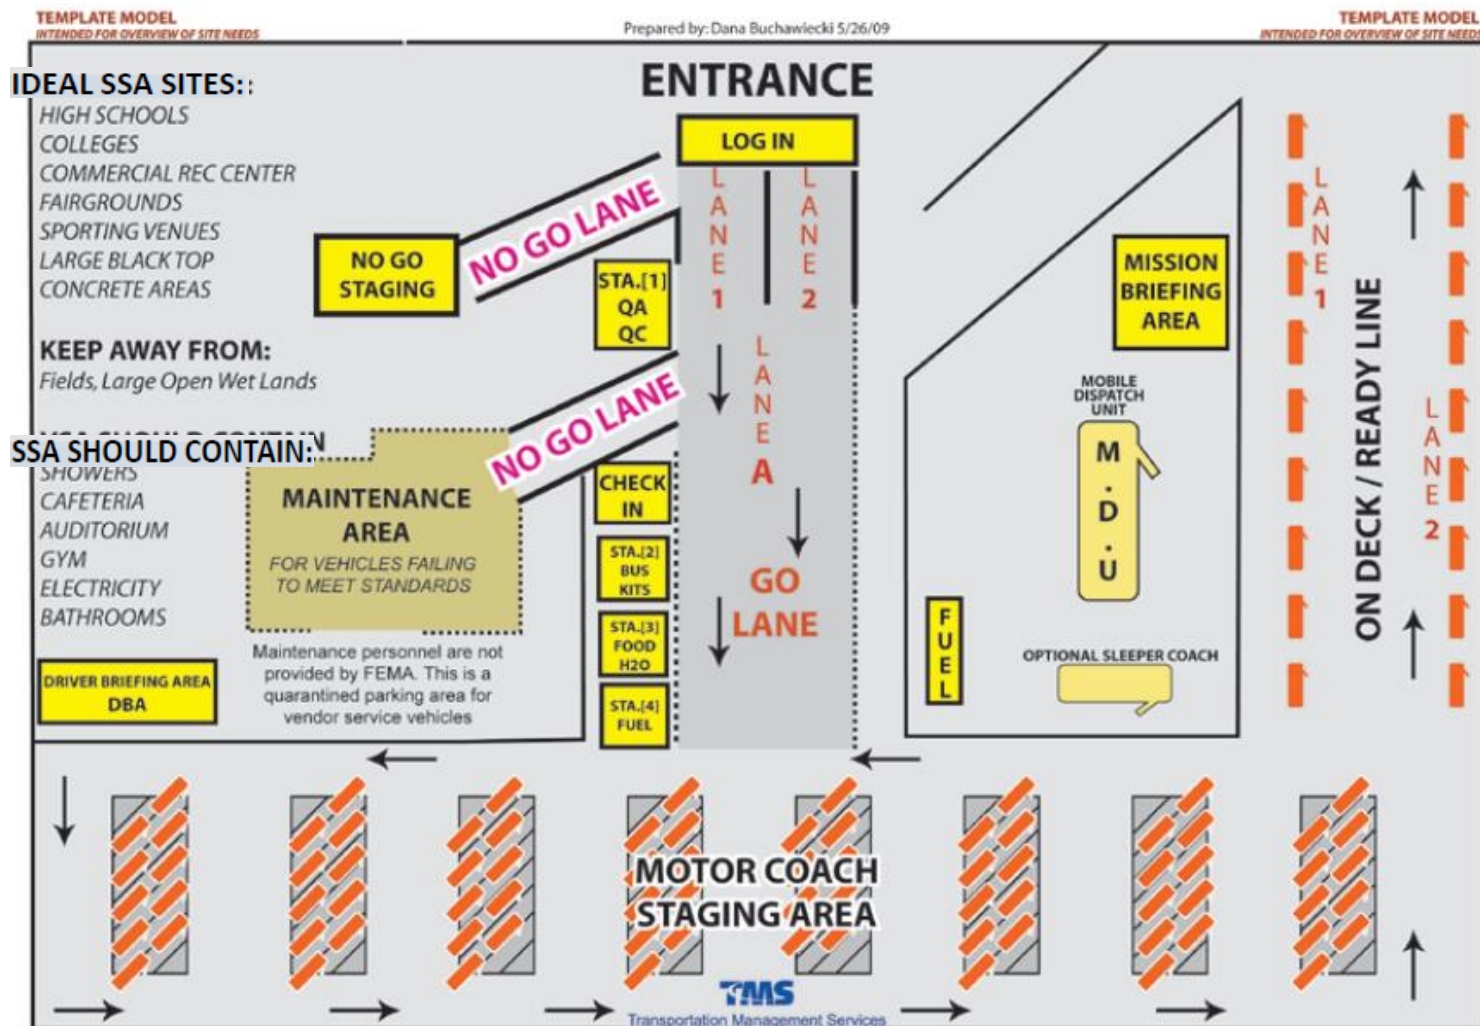 TEMPLATE MODEL
INTENDED FOR OVERVIEW OF SITE NEEDS
Prepared by: Dana Buchawiecki 5/26/09
TEMPLATE MODEL
INTENDED FOR OVERVIEW OF SITE NEEDS
IDEAL SSA SITES::
HIGH SCHOOLS
COLLEGES
COMMERCIAL REC CENTER
FAIRGROUNDS
SPORTING VENUES
LARGE BLACK TOP
CONCRETE AREAS
KEEP AWAY FROM:
Fields, Large Open Wet Lands
SSA SHOULD CONTAIN:
SHOWERS
CAFETERIA
AUDITORIUM
GYM
ELECTRICITY
BATHROOMS
DRIVER BRIEFING AREA
DBA
NO GO
STAGING
NO GO LANE
MAINTENANCE
AREA
FOR VEHICLES FAILING
TO MEET STANDARDS
Maintenance personnel are not
provided by FEMA. This is a
quarantined parking area for
vendor service vehicles
NO GO LANE
ENTRANCE
LOG IN
LANE 1
LANE 2
STA.[1]
QA
QC
LANE A
CHECK
IN
STA.[2]
BUS
KITS
STA.[3]
FOOD
H2O
STA.[4]
FUEL
GO
LANE
MISSION
BRIEFING
AREA
MOBILE
DISPATCH
UNIT
M.D.U
FUEL
OPTIONAL SLEEPER COACH
LANE 1
ON DECK / READY LINE
LANE 2
MOTOR COACH
STAGING AREA
TMS
Transportation Management Services